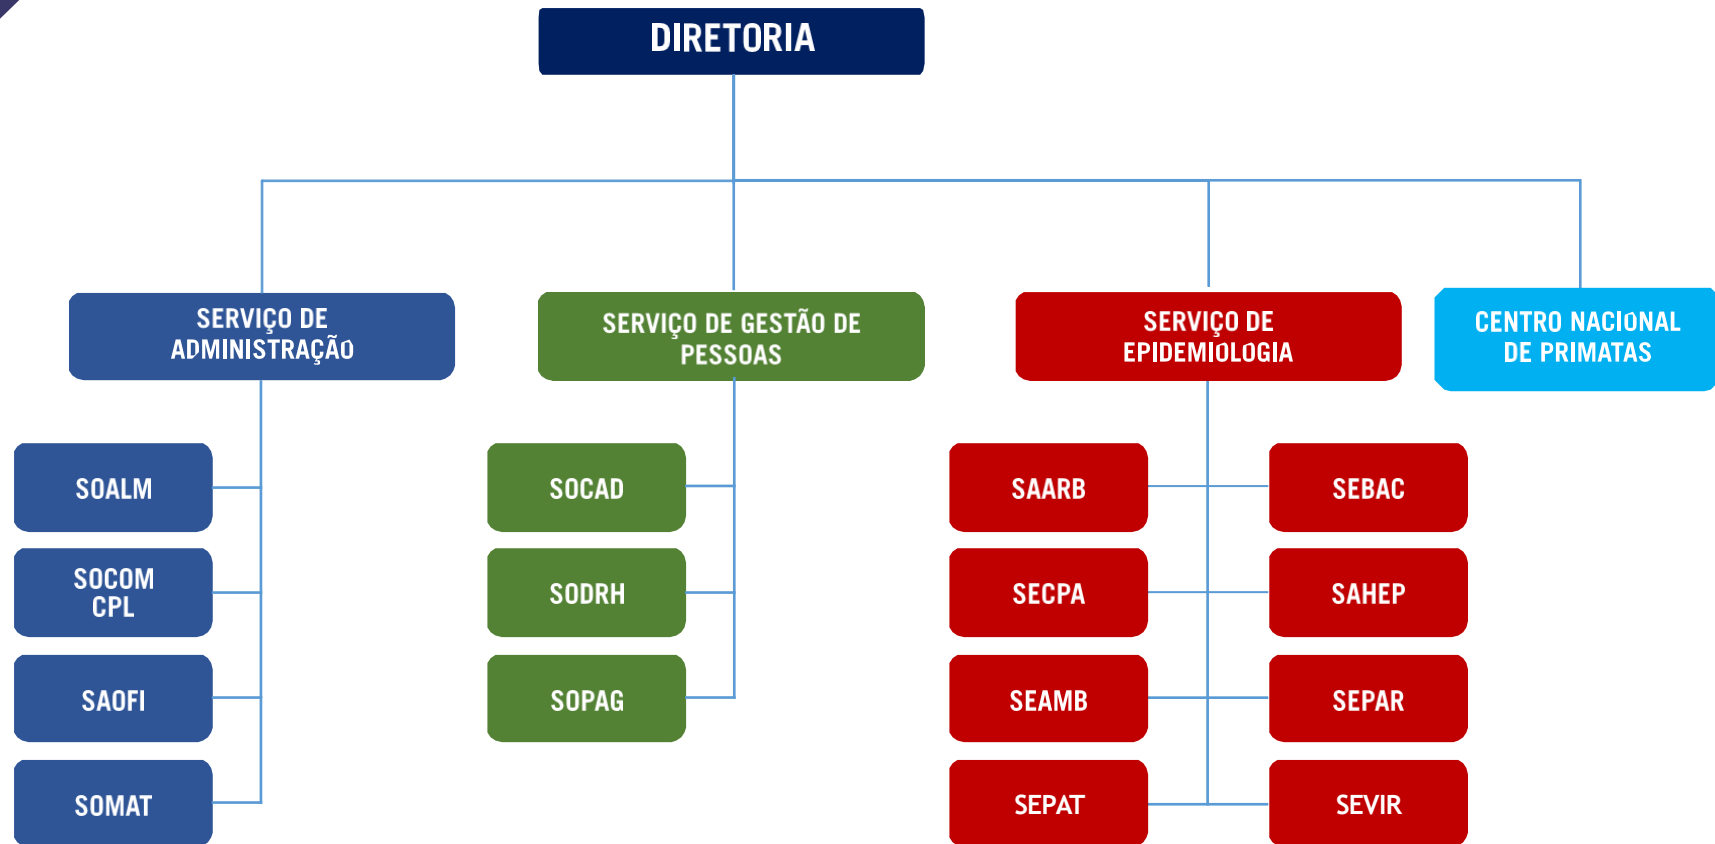 DIRETORIA
SERVIÇO DE
ADMINISTRAÇÃO
SERVIÇO DE GESTÃO DE
PESSOAS
SERVIÇO DE
EPIDEMIOLOGIA
CENTRO NACIONAL
DE PRIMATAS
SOALM
SOCOM
CPL
SAOFI
SOMAT
SOCAD
SODRH
SOPAG
SAARB
SEBAC
SECPA
SAHEP
SEAMB
SEPAR
SEPAT
SEVIR